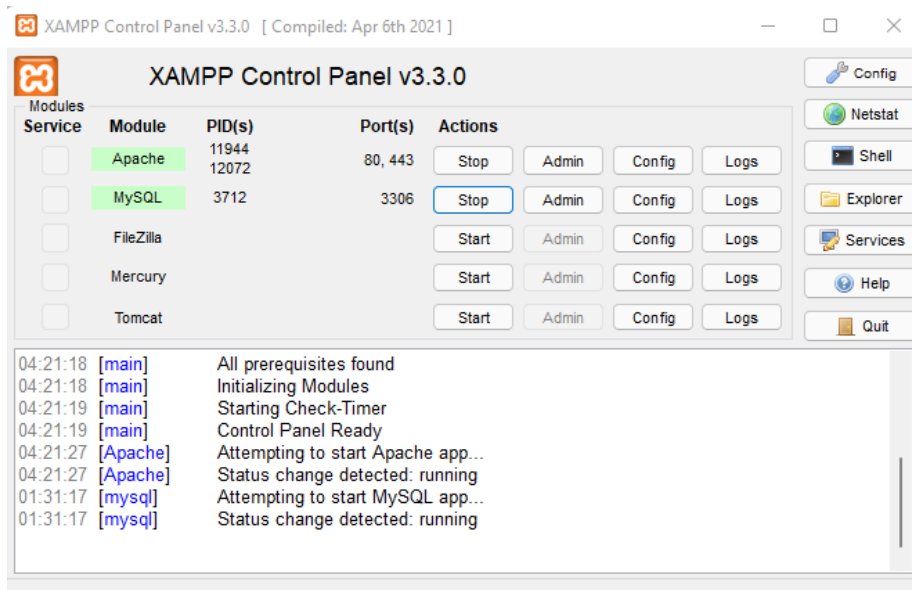 XAMPP Control Panel v3.3.0 [ Compiled: Apr 6th 2021 ]
XAMPP Control Panel v3.3.0
Config
Modules
Service Module PID(s) Port(s) Actions
Netstat
Apache 11944 12072 80, 443 Stop Admin Config Logs
Shell
MySQL 3712 3306 Stop Admin Config Logs
Explorer
FileZilla Start Admin Config Logs
Services
Mercury Start Admin Config Logs
Help
Tomcat Start Admin Config Logs
Quit
04:21:18 [main] All prerequisites found
04:21:18 [main] Initializing Modules
04:21:19 [main] Starting Check-Timer
04:21:19 [main] Control Panel Ready
04:21:27 [Apache] Attempting to start Apache app...
04:21:27 [Apache] Status change detected: running
01:31:17 [mysql] Attempting to start MySQL app...
01:31:17 [mysql] Status change detected: running